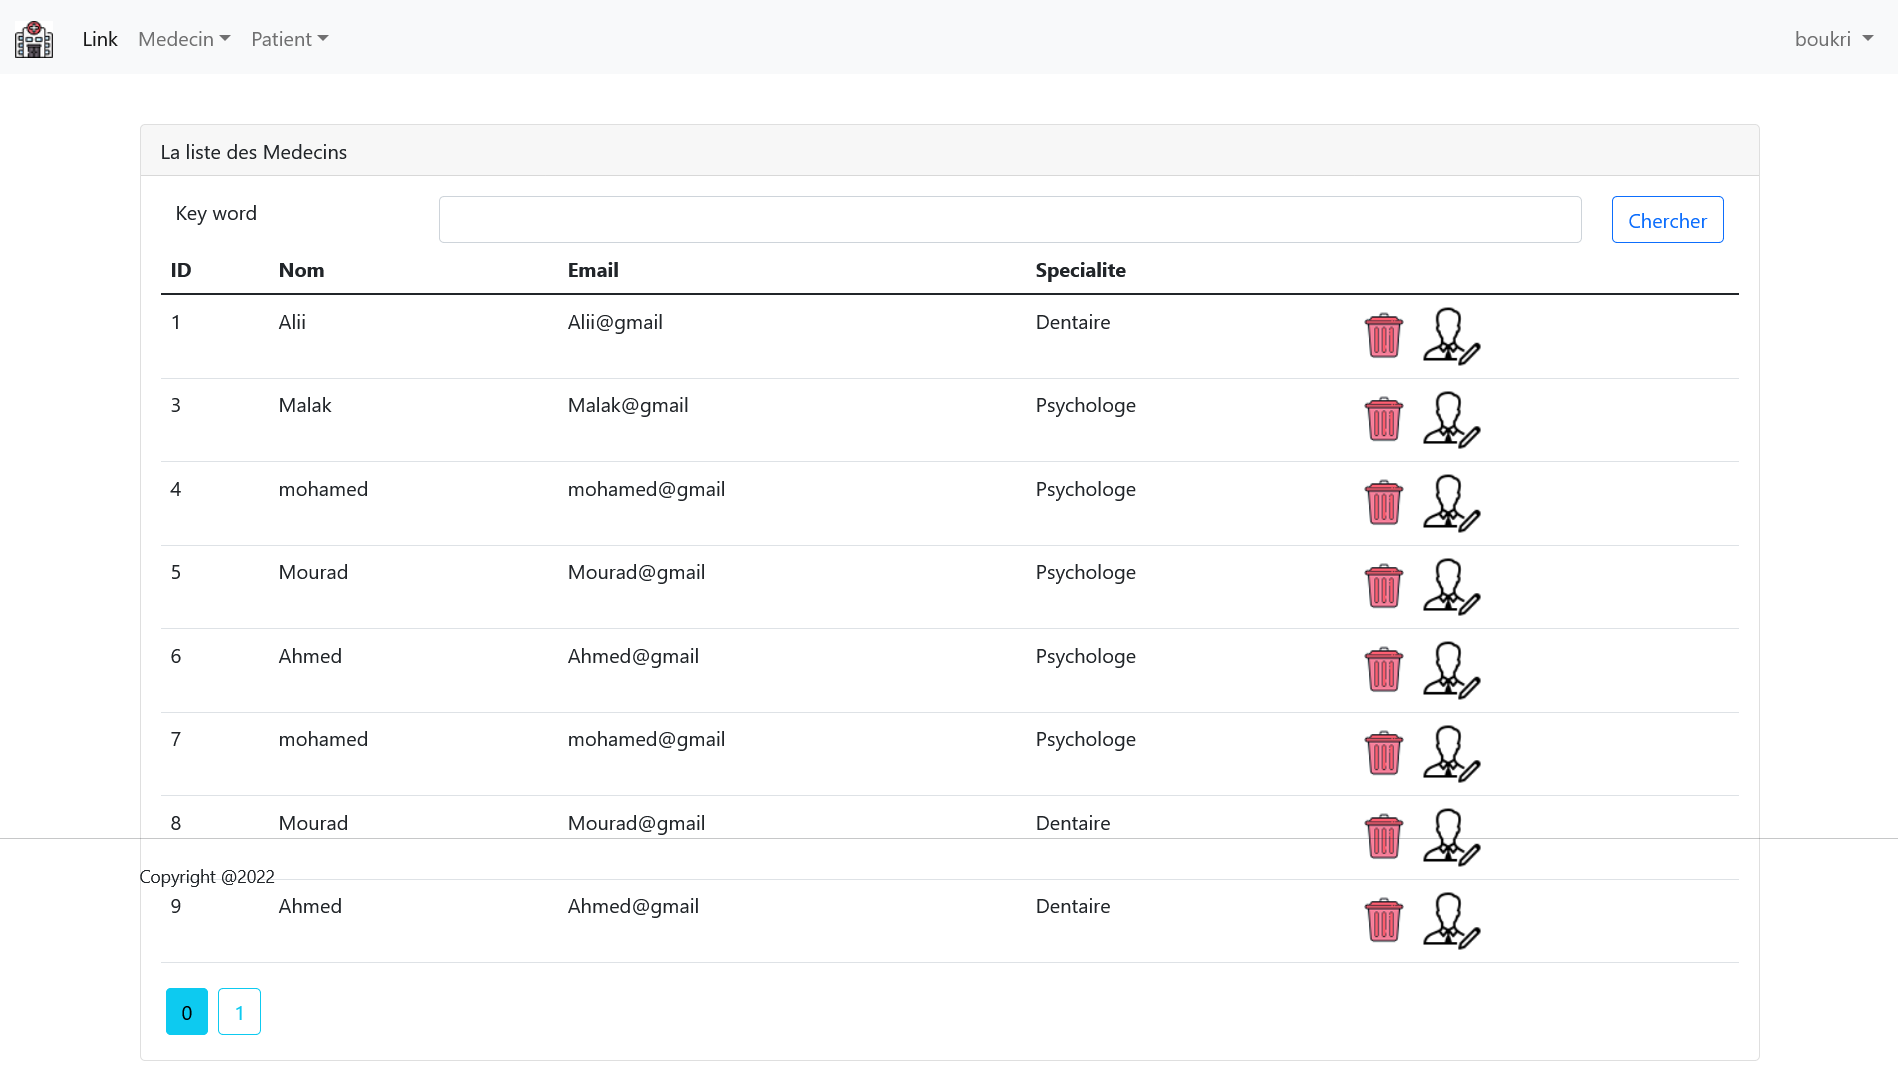 Link Medecin Patient boukri
La liste des Medecins
Key word Chercher
ID Nom Email Specialite
1 Alii Alii@gmail Dentaire
3 Malak Malak@gmail Psychologe
4 mohamed mohamed@gmail Psychologe
5 Mourad Mourad@gmail Psychologe
6 Ahmed Ahmed@gmail Psychologe
7 mohamed mohamed@gmail Psychologe
8 Mourad Mourad@gmail Dentaire
Copyright @2022
9 Ahmed Ahmed@gmail Dentaire
0 1